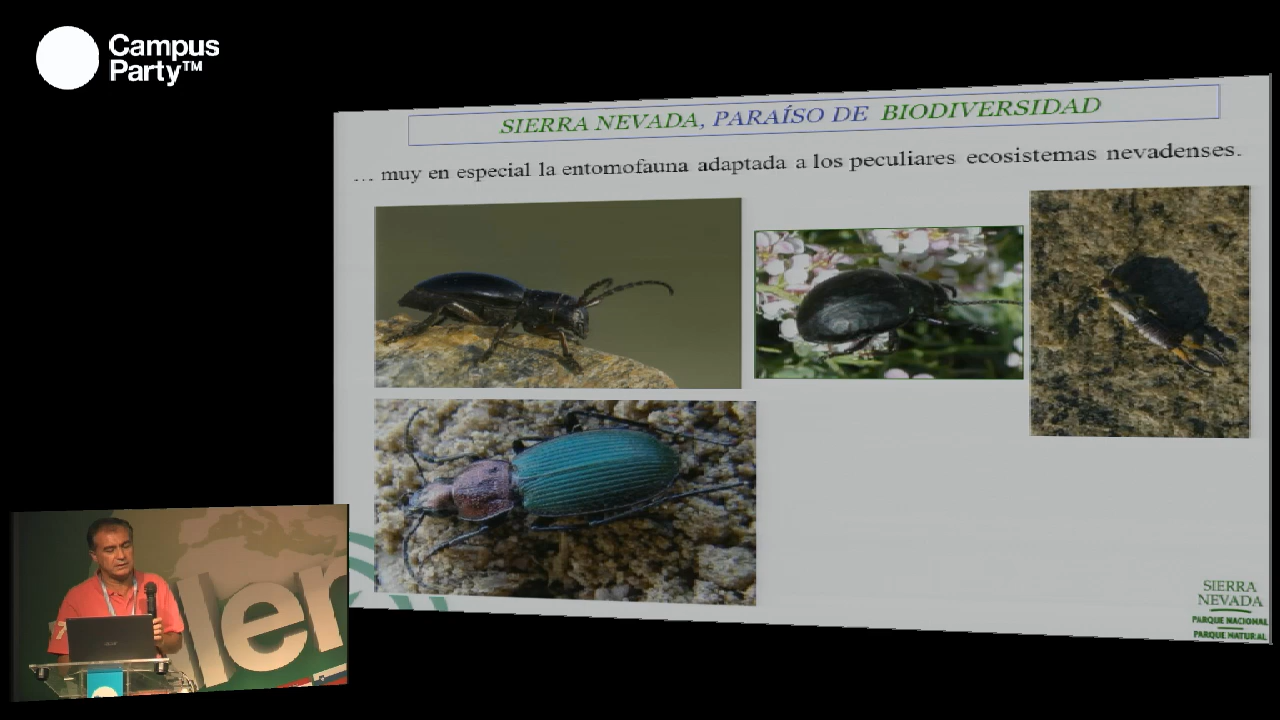 Campus
Party™
SIERRA NEVADA, PARAÍSO DE BIODIVERSIDAD
... muy en especial la entomofauna adaptada a los peculiares ecosistemas nevadenses.
ler
SIERRA
NEVADA
PARQUE NACIONAL
PARQUE NATURAL